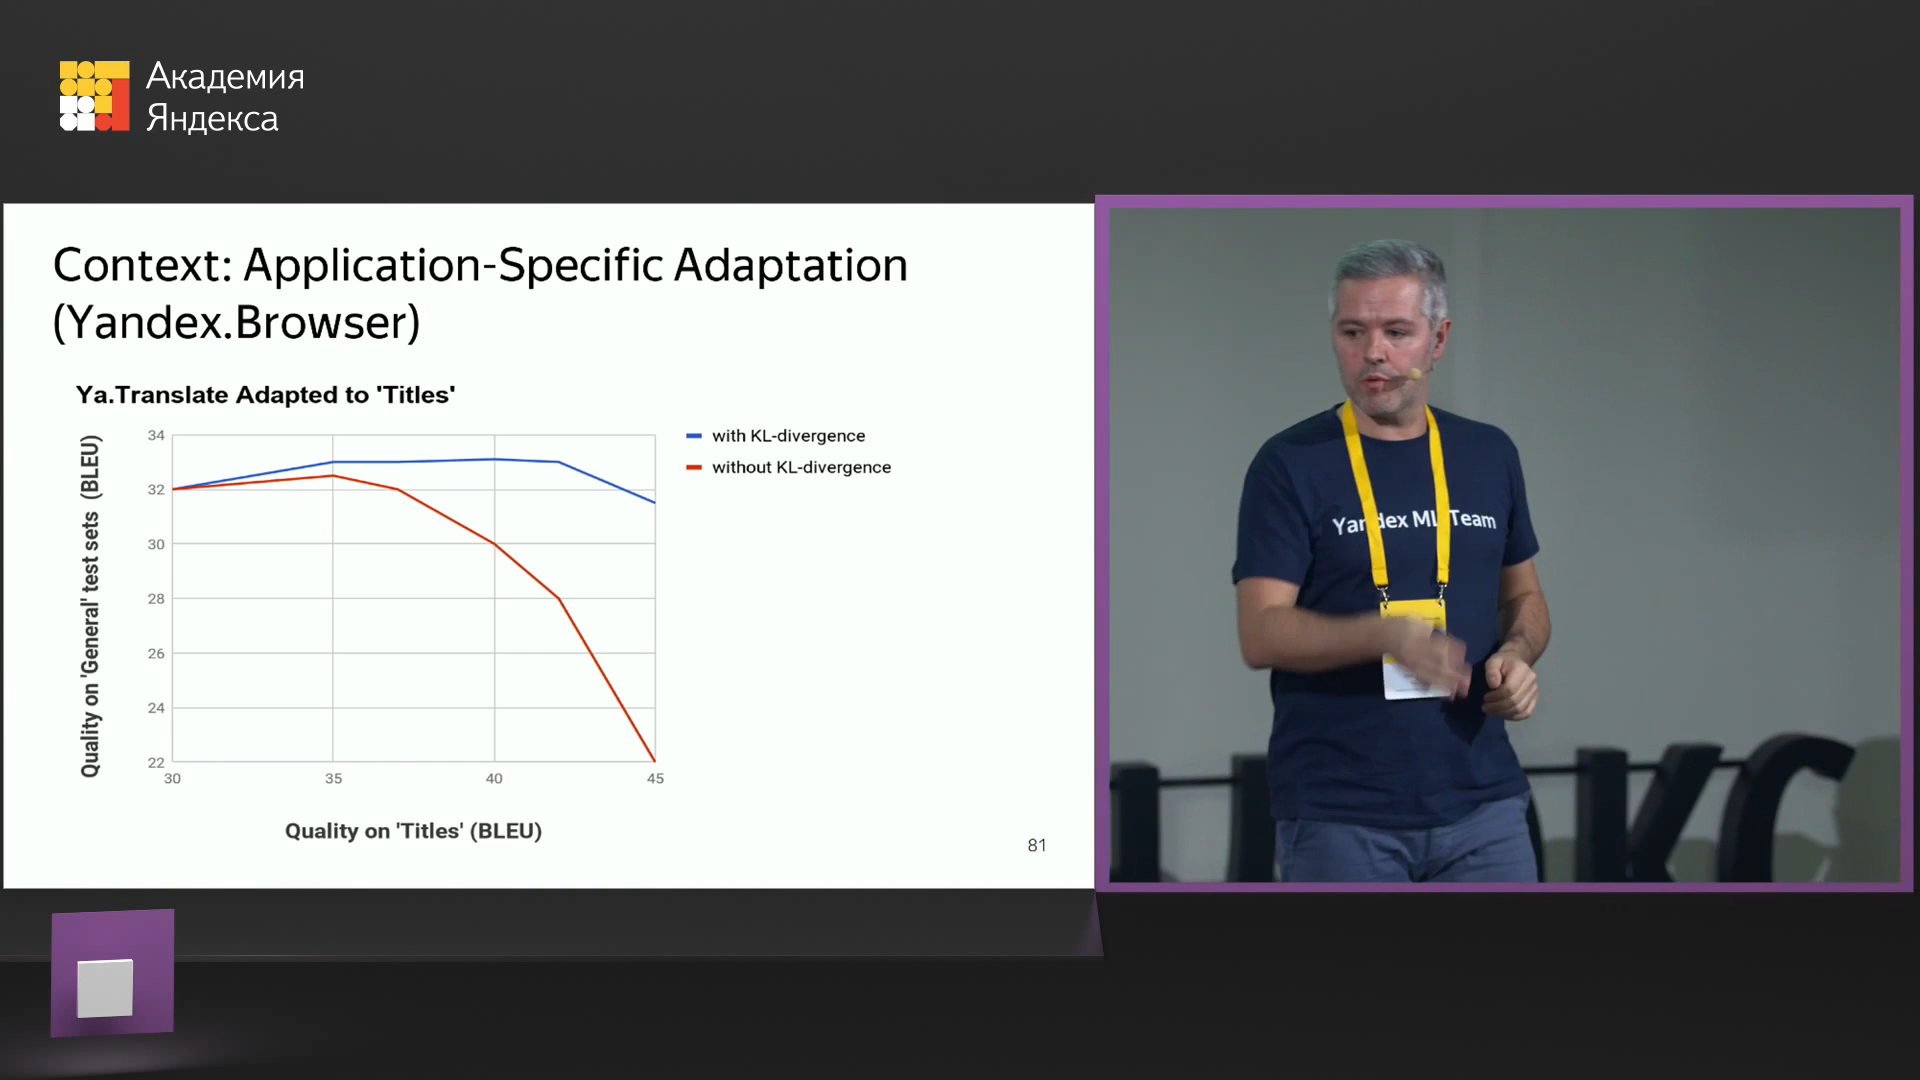 Академия
Яндекса
Context: Application-Specific Adaptation
(Yandex.Browser)
Ya.Translate Adapted to 'Titles'
Quality on 'General' test sets (BLEU)
34
32
30
28
26
24
22
30
35
40
45
Quality on 'Titles' (BLEU)
with KL-divergence
without KL-divergence
81
Yandex ML Team